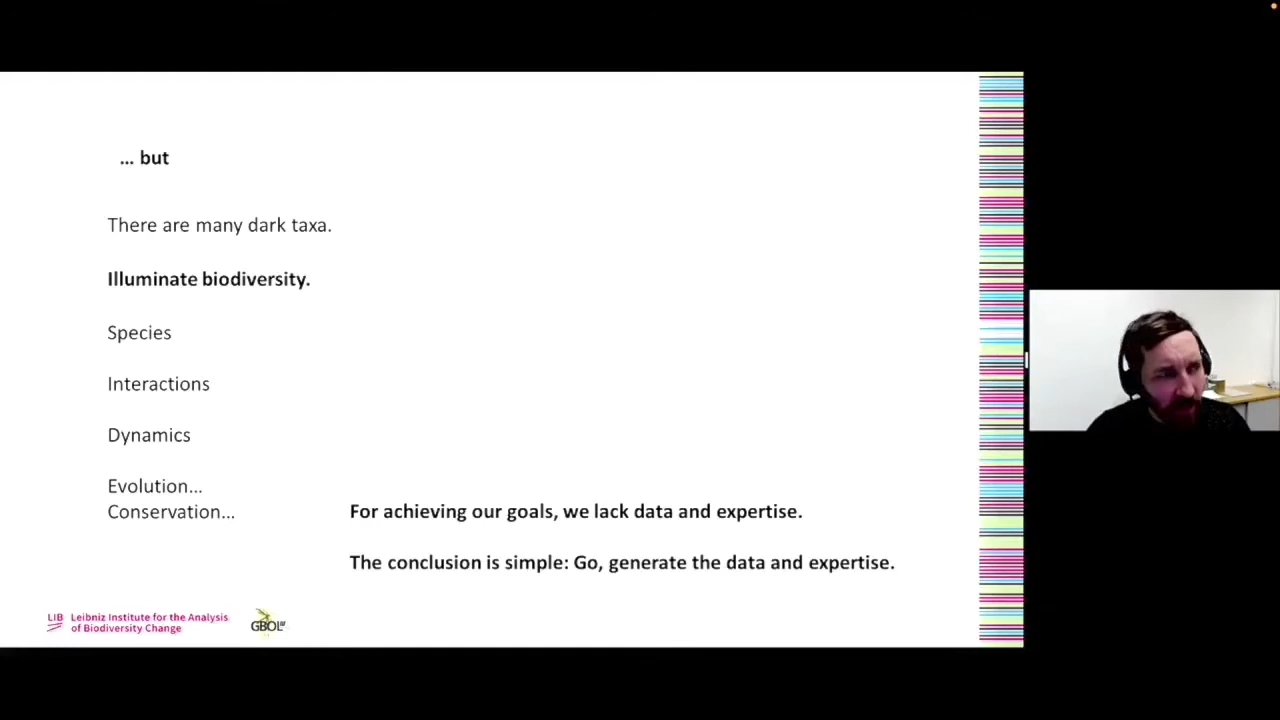 ... but
There are many dark taxa.
Illuminate biodiversity.
Species
Interactions
Dynamics
Evolution...
Conservation...
For achieving our goals, we lack data and expertise.
The conclusion is simple: Go, generate the data and expertise.
LIB Leibniz Institute for the Analysis
of Biodiversity Change
GBOL